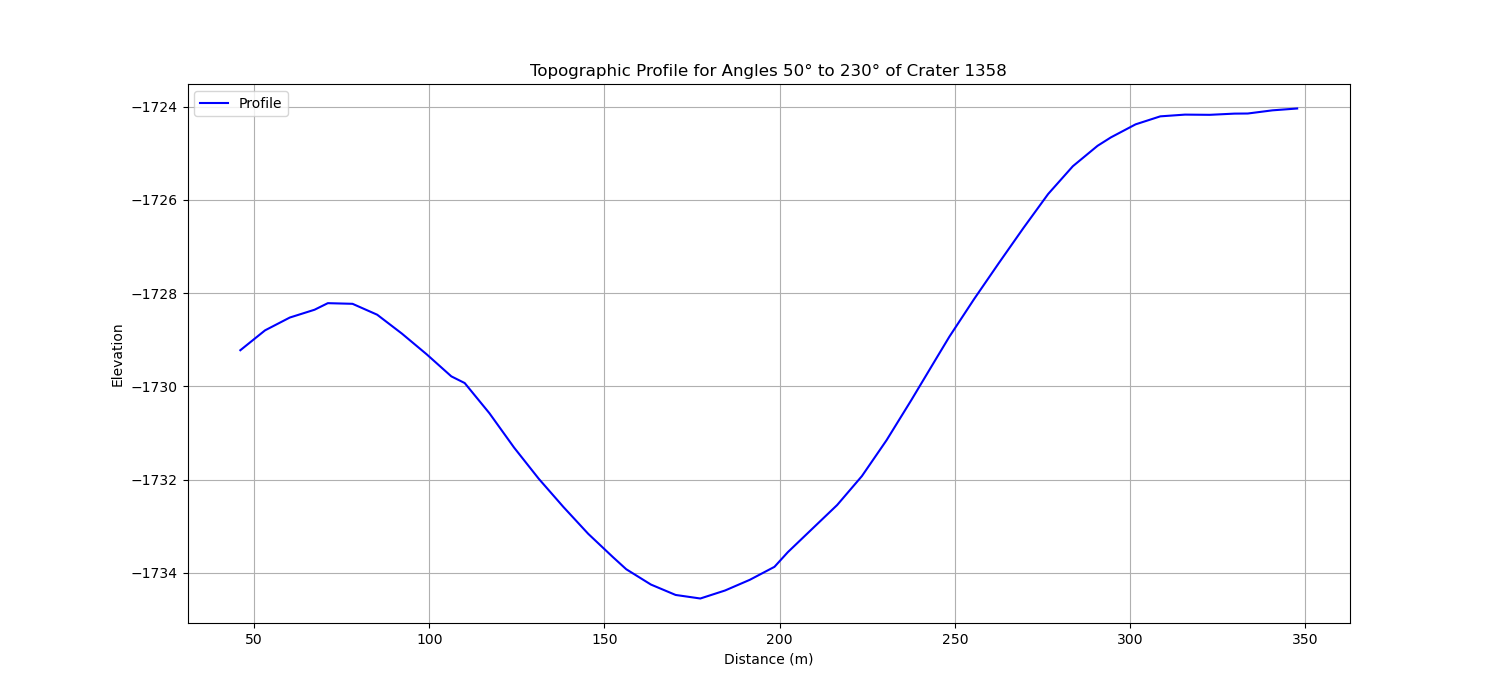 Topographic Profile for Angles 50° to 230° of Crater 1358
Profile
Elevation
−1724
−1726
−1728
−1730
−1732
−1734
50 100 150 200 250 300 350
Distance (m)